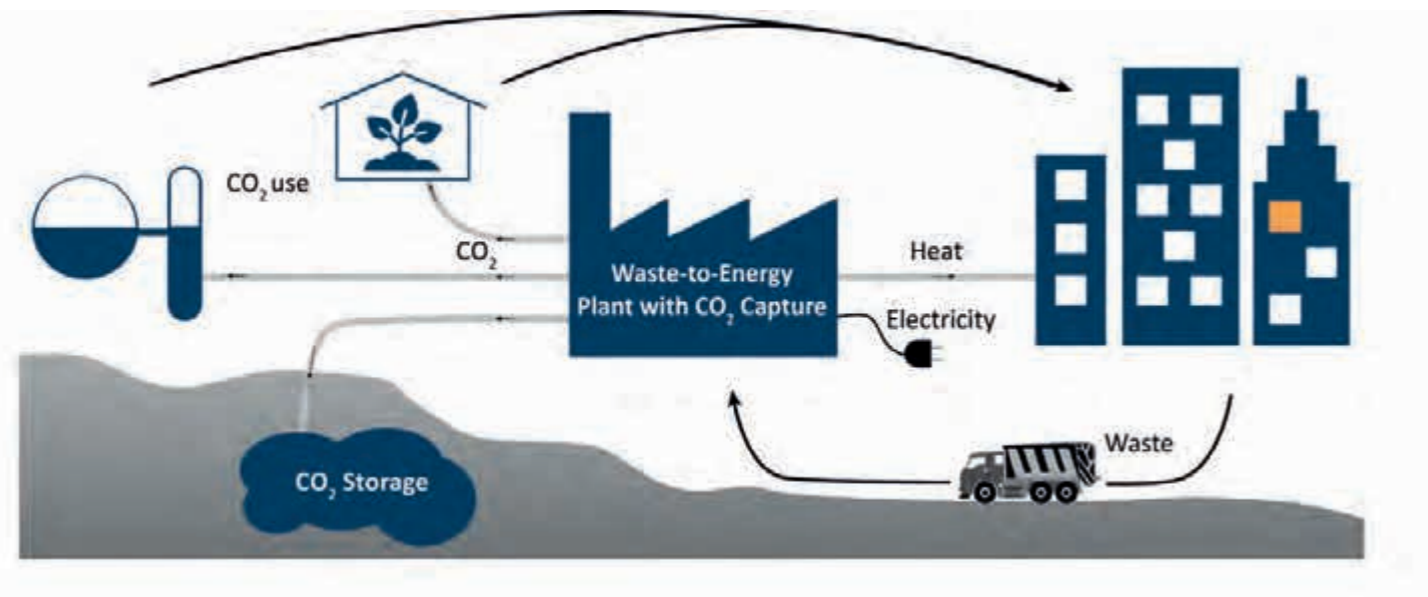 CO₂ use
CO₂
Waste-to-Energy
Plant with CO₂ Capture
Heat
Electricity
Waste
CO₂ Storage